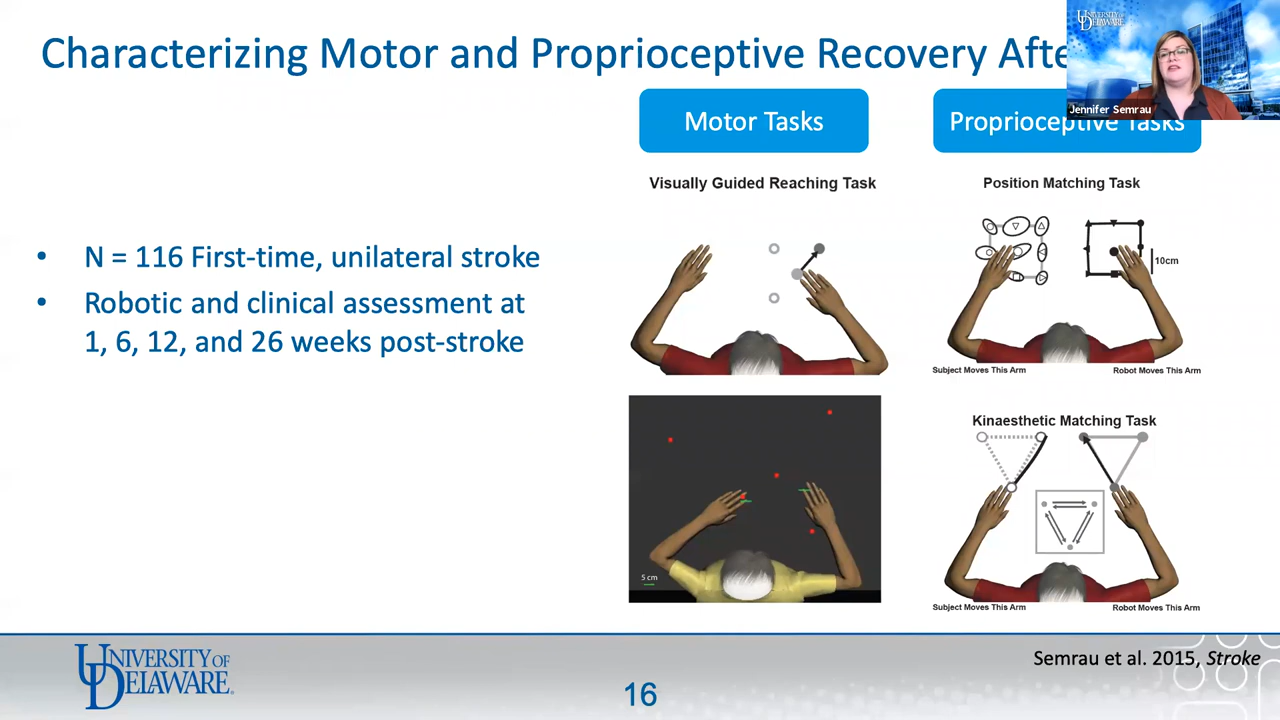 Characterizing Motor and Proprioceptive Recovery Afte
UNIVERSITY OF
DELAWARE
Jennifer Semrau
Motor Tasks
Proprioceptive Tasks
Visually Guided Reaching Task
Position Matching Task
• N = 116 First-time, unilateral stroke
• Robotic and clinical assessment at
1, 6, 12, and 26 weeks post-stroke
10cm
Subject Moves This Arm
Robot Moves This Arm
Kinaesthetic Matching Task
5 cm
Subject Moves This Arm
Robot Moves This Arm
UNIVERSITY OF
DELAWARE
16
Semrau et al. 2015, Stroke